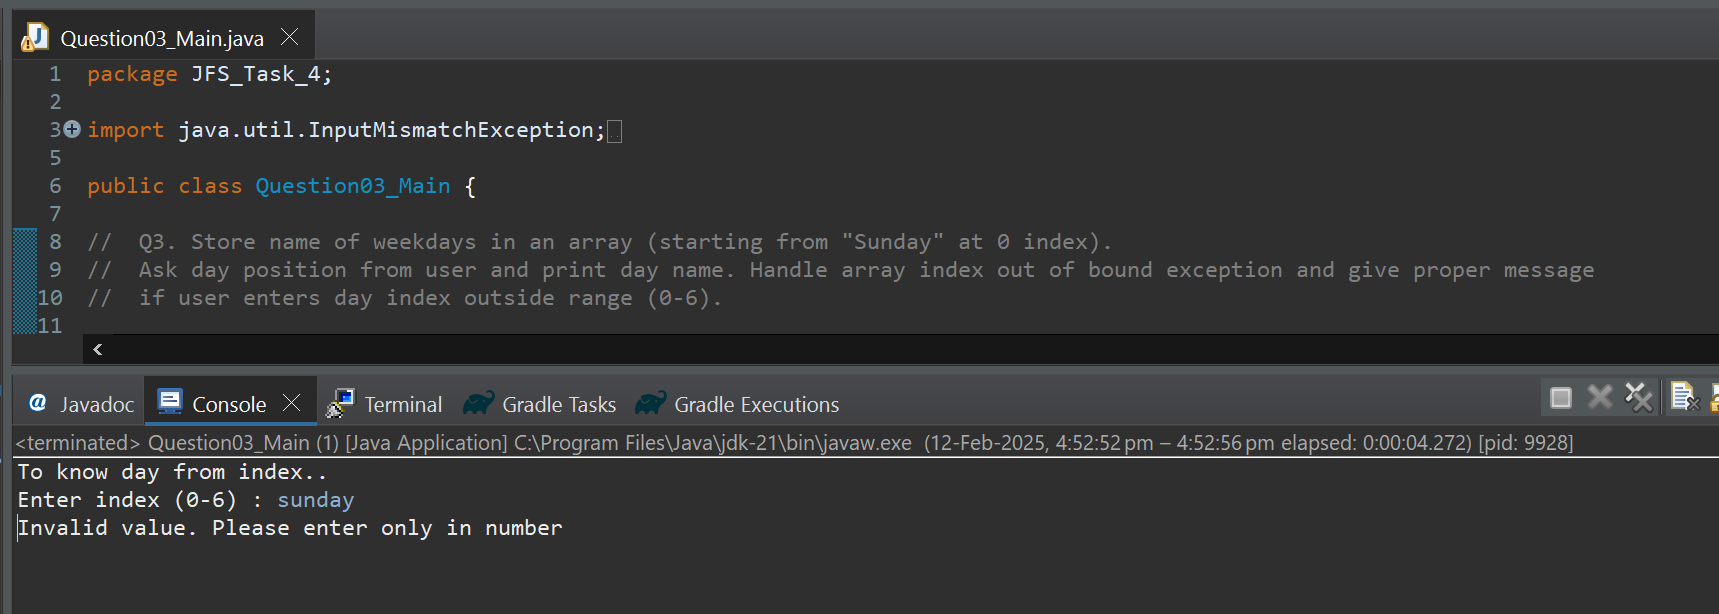 Question03_Main.java
1 package JFS_Task_4;
2
3 import java.util.InputMismatchException;
5
6 public class Question03_Main {
7
8 // Q3. Store name of weekdays in an array (starting from "Sunday" at 0 index).
9 // Ask day position from user and print day name. Handle array index out of bound exception and give proper message
10 // if user enters day index outside range (0-6).
11
@ Javadoc Console Terminal Gradle Tasks Gradle Executions
<terminated> Question03_Main (1) [Java Application] C:\Program Files\Java\jdk-21\bin\javaw.exe (12-Feb-2025, 4:52:52 pm – 4:52:56 pm elapsed: 0:00:04.272) [pid: 9928]
To know day from index..
Enter index (0-6) : sunday
Invalid value. Please enter only in number